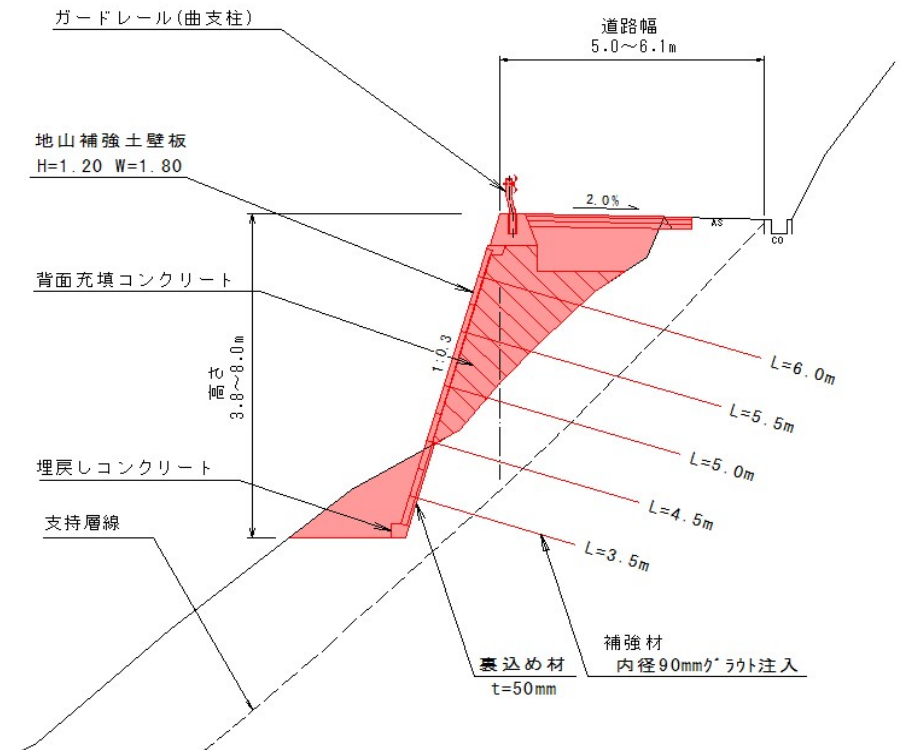 ガードレール(曲支柱)
道路幅
5.0～6.1m
地山補強土壁板
H=1.20 W=1.80
2.0%
AS
CO
背面充填コンクリート
1:0.3
高さ
3.8～8.0m
L=6.0m
L=5.5m
L=5.0m
埋戻しコンクリート
L=4.5m
支持層線
L=3.5m
補強材
内径90mmグラウト注入
裏込め材
t=50mm